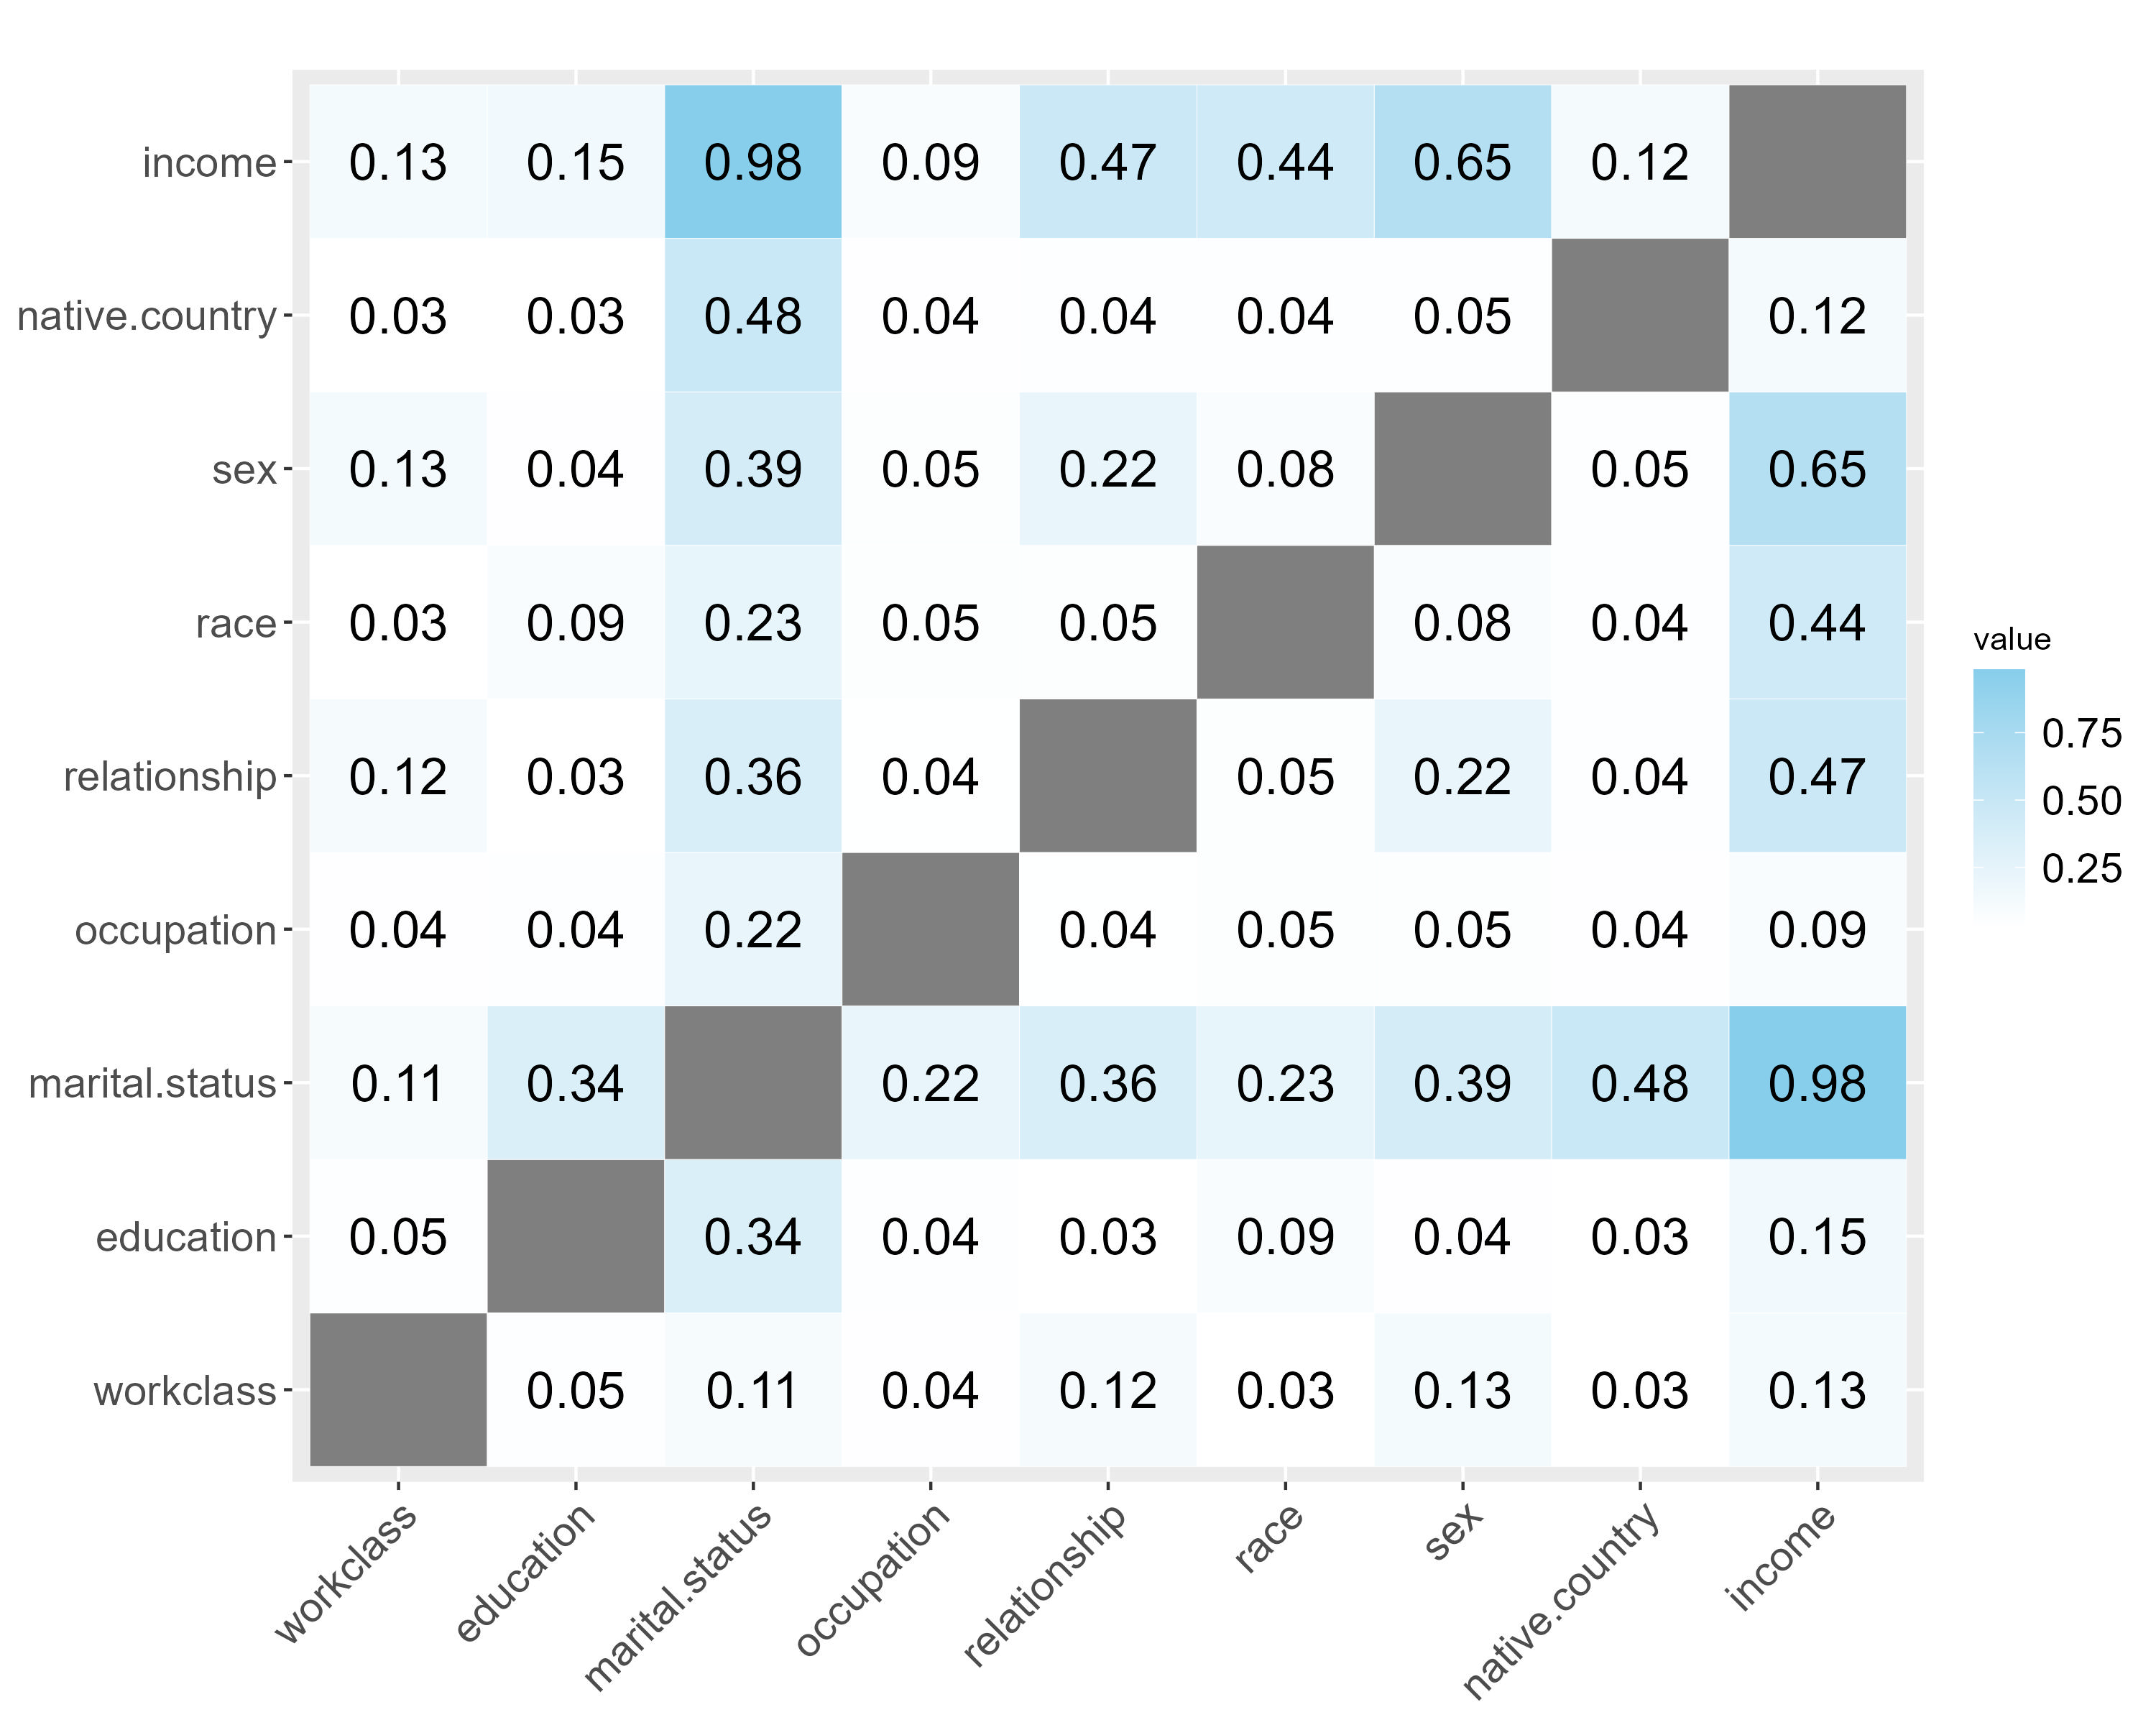 income 0.13 0.15 0.98 0.09 0.47 0.44 0.65 0.12
native.country 0.03 0.03 0.48 0.04 0.04 0.04 0.05 0.12
sex 0.13 0.04 0.39 0.05 0.22 0.08 0.05 0.65
race 0.03 0.09 0.23 0.05 0.05 0.08 0.04 0.44
relationship 0.12 0.03 0.36 0.04 0.05 0.22 0.04 0.47
occupation 0.04 0.04 0.22 0.04 0.05 0.05 0.04 0.09
marital.status 0.11 0.34 0.22 0.36 0.23 0.39 0.48 0.98
education 0.05 0.34 0.04 0.03 0.09 0.04 0.03 0.15
workclass 0.05 0.11 0.04 0.12 0.03 0.13 0.03 0.13
workclass education marital.status occupation relationship race sex native.country income
value
0.75
0.50
0.25